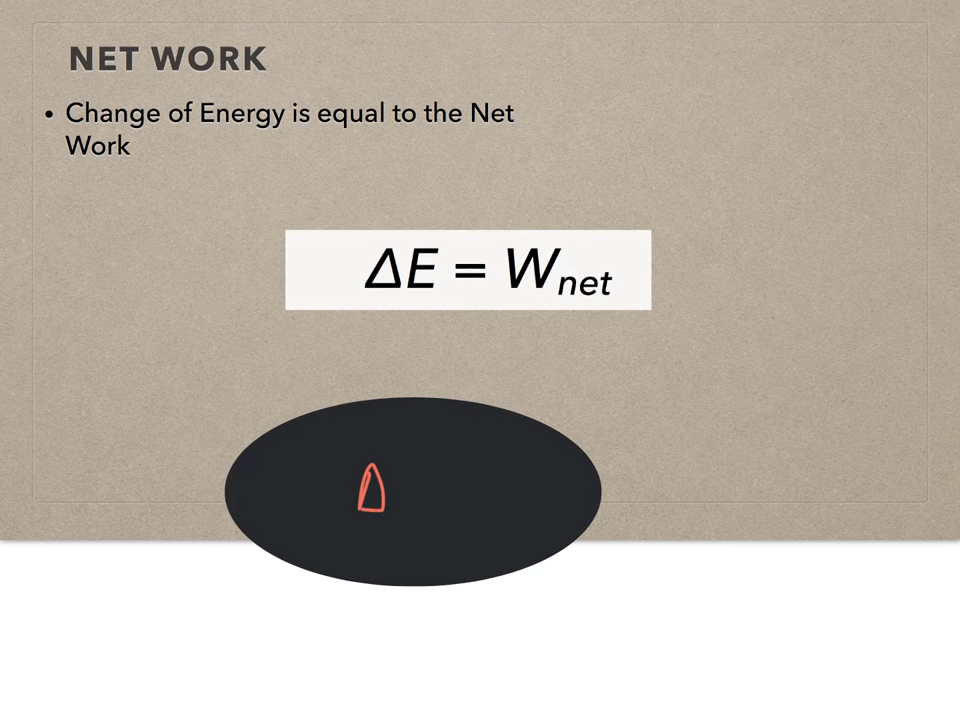 NET WORK
• Change of Energy is equal to the Net
Work
ΔE = Wnet